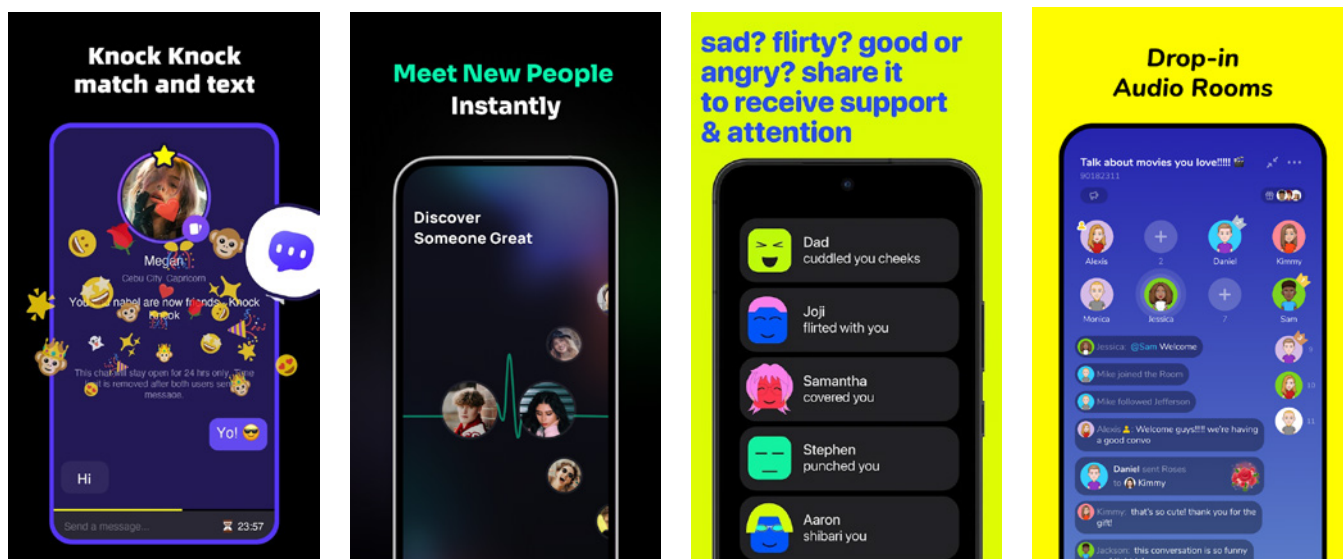 Knock Knock
match and text
Megan
Cebu City, Capricorn
nabel are now friends. Knock
Knock
This chat will stay open for 24 hrs only. Time
is removed after both users
message.
Yo! 😎
Hi
Send a message...
23:57
Meet New People
Instantly
Discover
Someone Great
sad? flirty? good or
angry? share it
to receive support
& attention
Dad
cuddled you cheeks
Joji
flirted with you
Samantha
covered you
Stephen
punched you
Aaron
shibari you
Drop-in
Audio Rooms
Talk about movies you love!!!!! 🎬
90182311
Alexis
2
Daniel
Kimmy
Monica
Jessica
7
Sam
Jessica: @Sam Welcome
9
Mike joined the Room
10
Mike followed Jefferson
11
Alexis: Welcome guys!!!! we're having
a good convo
Daniel sent Roses
to Kimmy
Kimmy: that's so cute! thank you for the
gift!
Jackson: this conversation is so funny